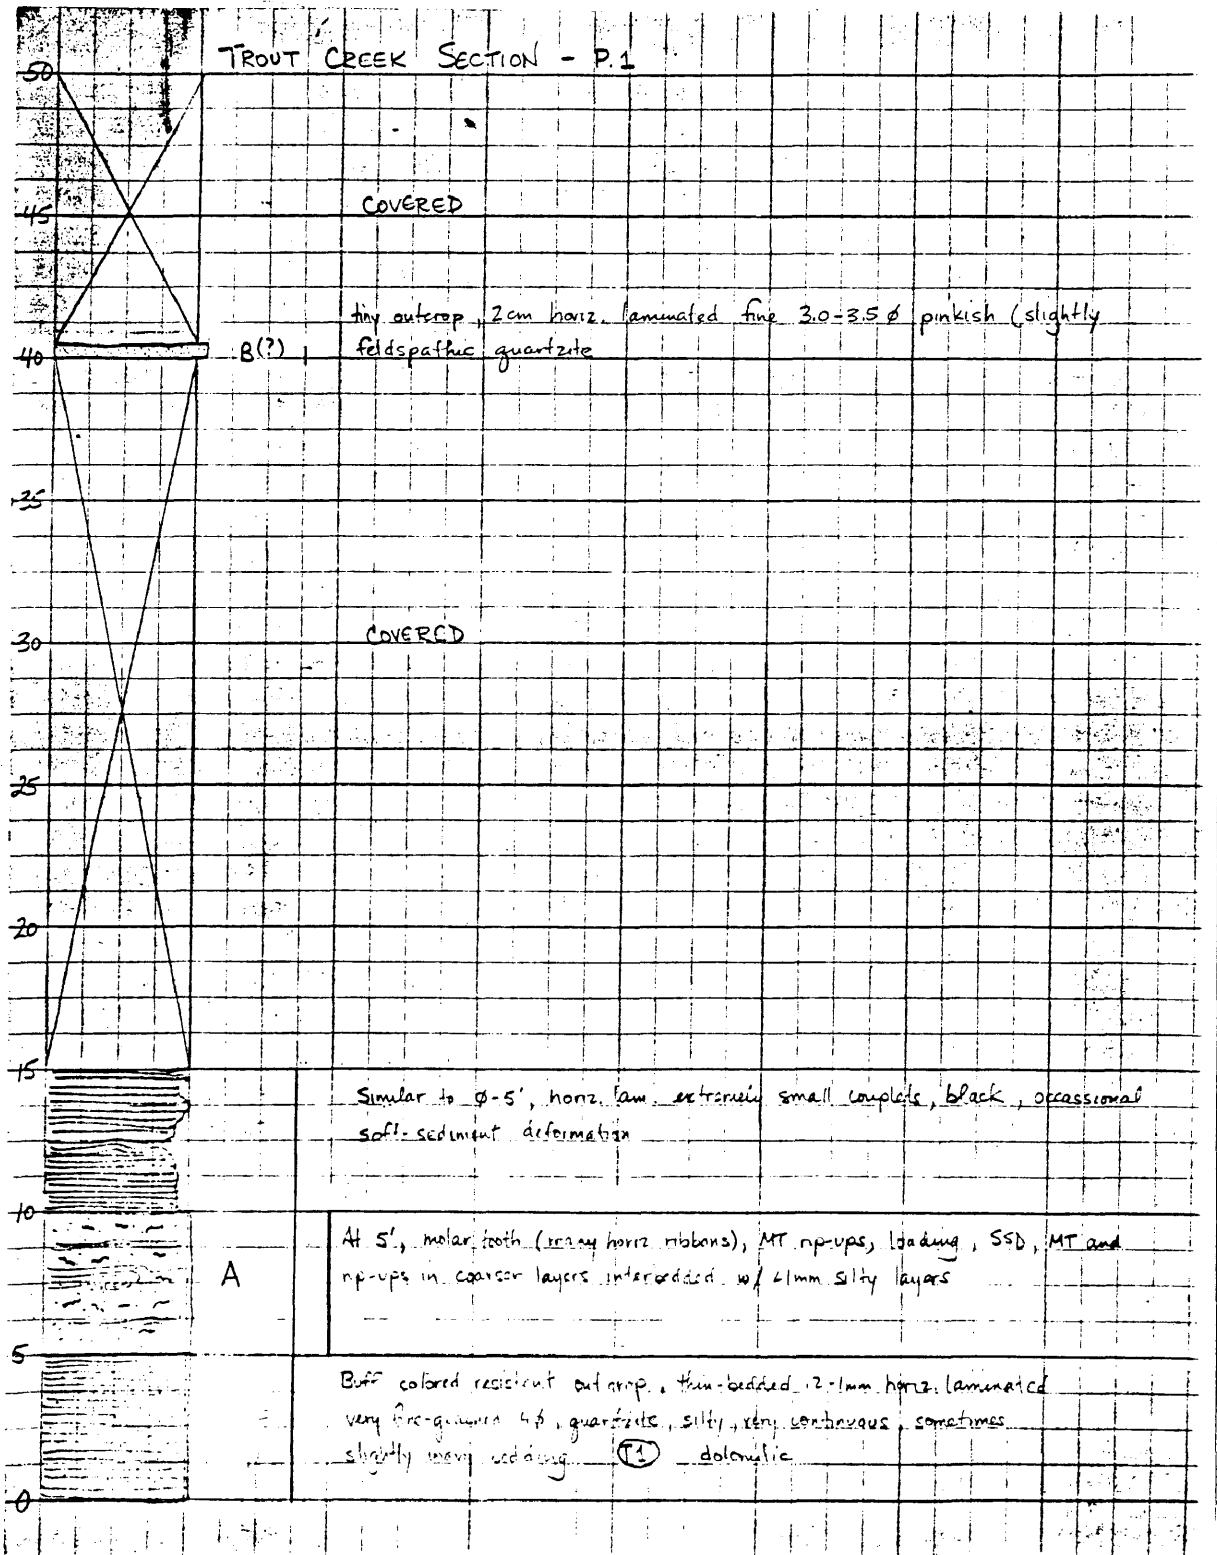 TROUT CREEK SECTION - P.1
50
COVERED
45
tiny outcrop, 2cm horiz. laminated fine 3.0-3.5 ø pinkish (slightly
40 B(?) feldspathic quartzite
35
COVERED
30
25
20
15
Similar to ø-5', horiz. lam. extremely small couplets, black, occassional
soft-sediment deformation
10
At 5', molar tooth (many horiz ribbons), MT rip-ups, loading, SSD, MT and
A rip-ups in coarser layers interbedded w/ <1mm silty layers
5
Buff colored resistent outcrop, thin-bedded .2-1mm horiz. laminated
very fine-grained 4ø, quartzite, silty, very continuous, sometimes
slightly wavy bedding T1 dolomitic
0